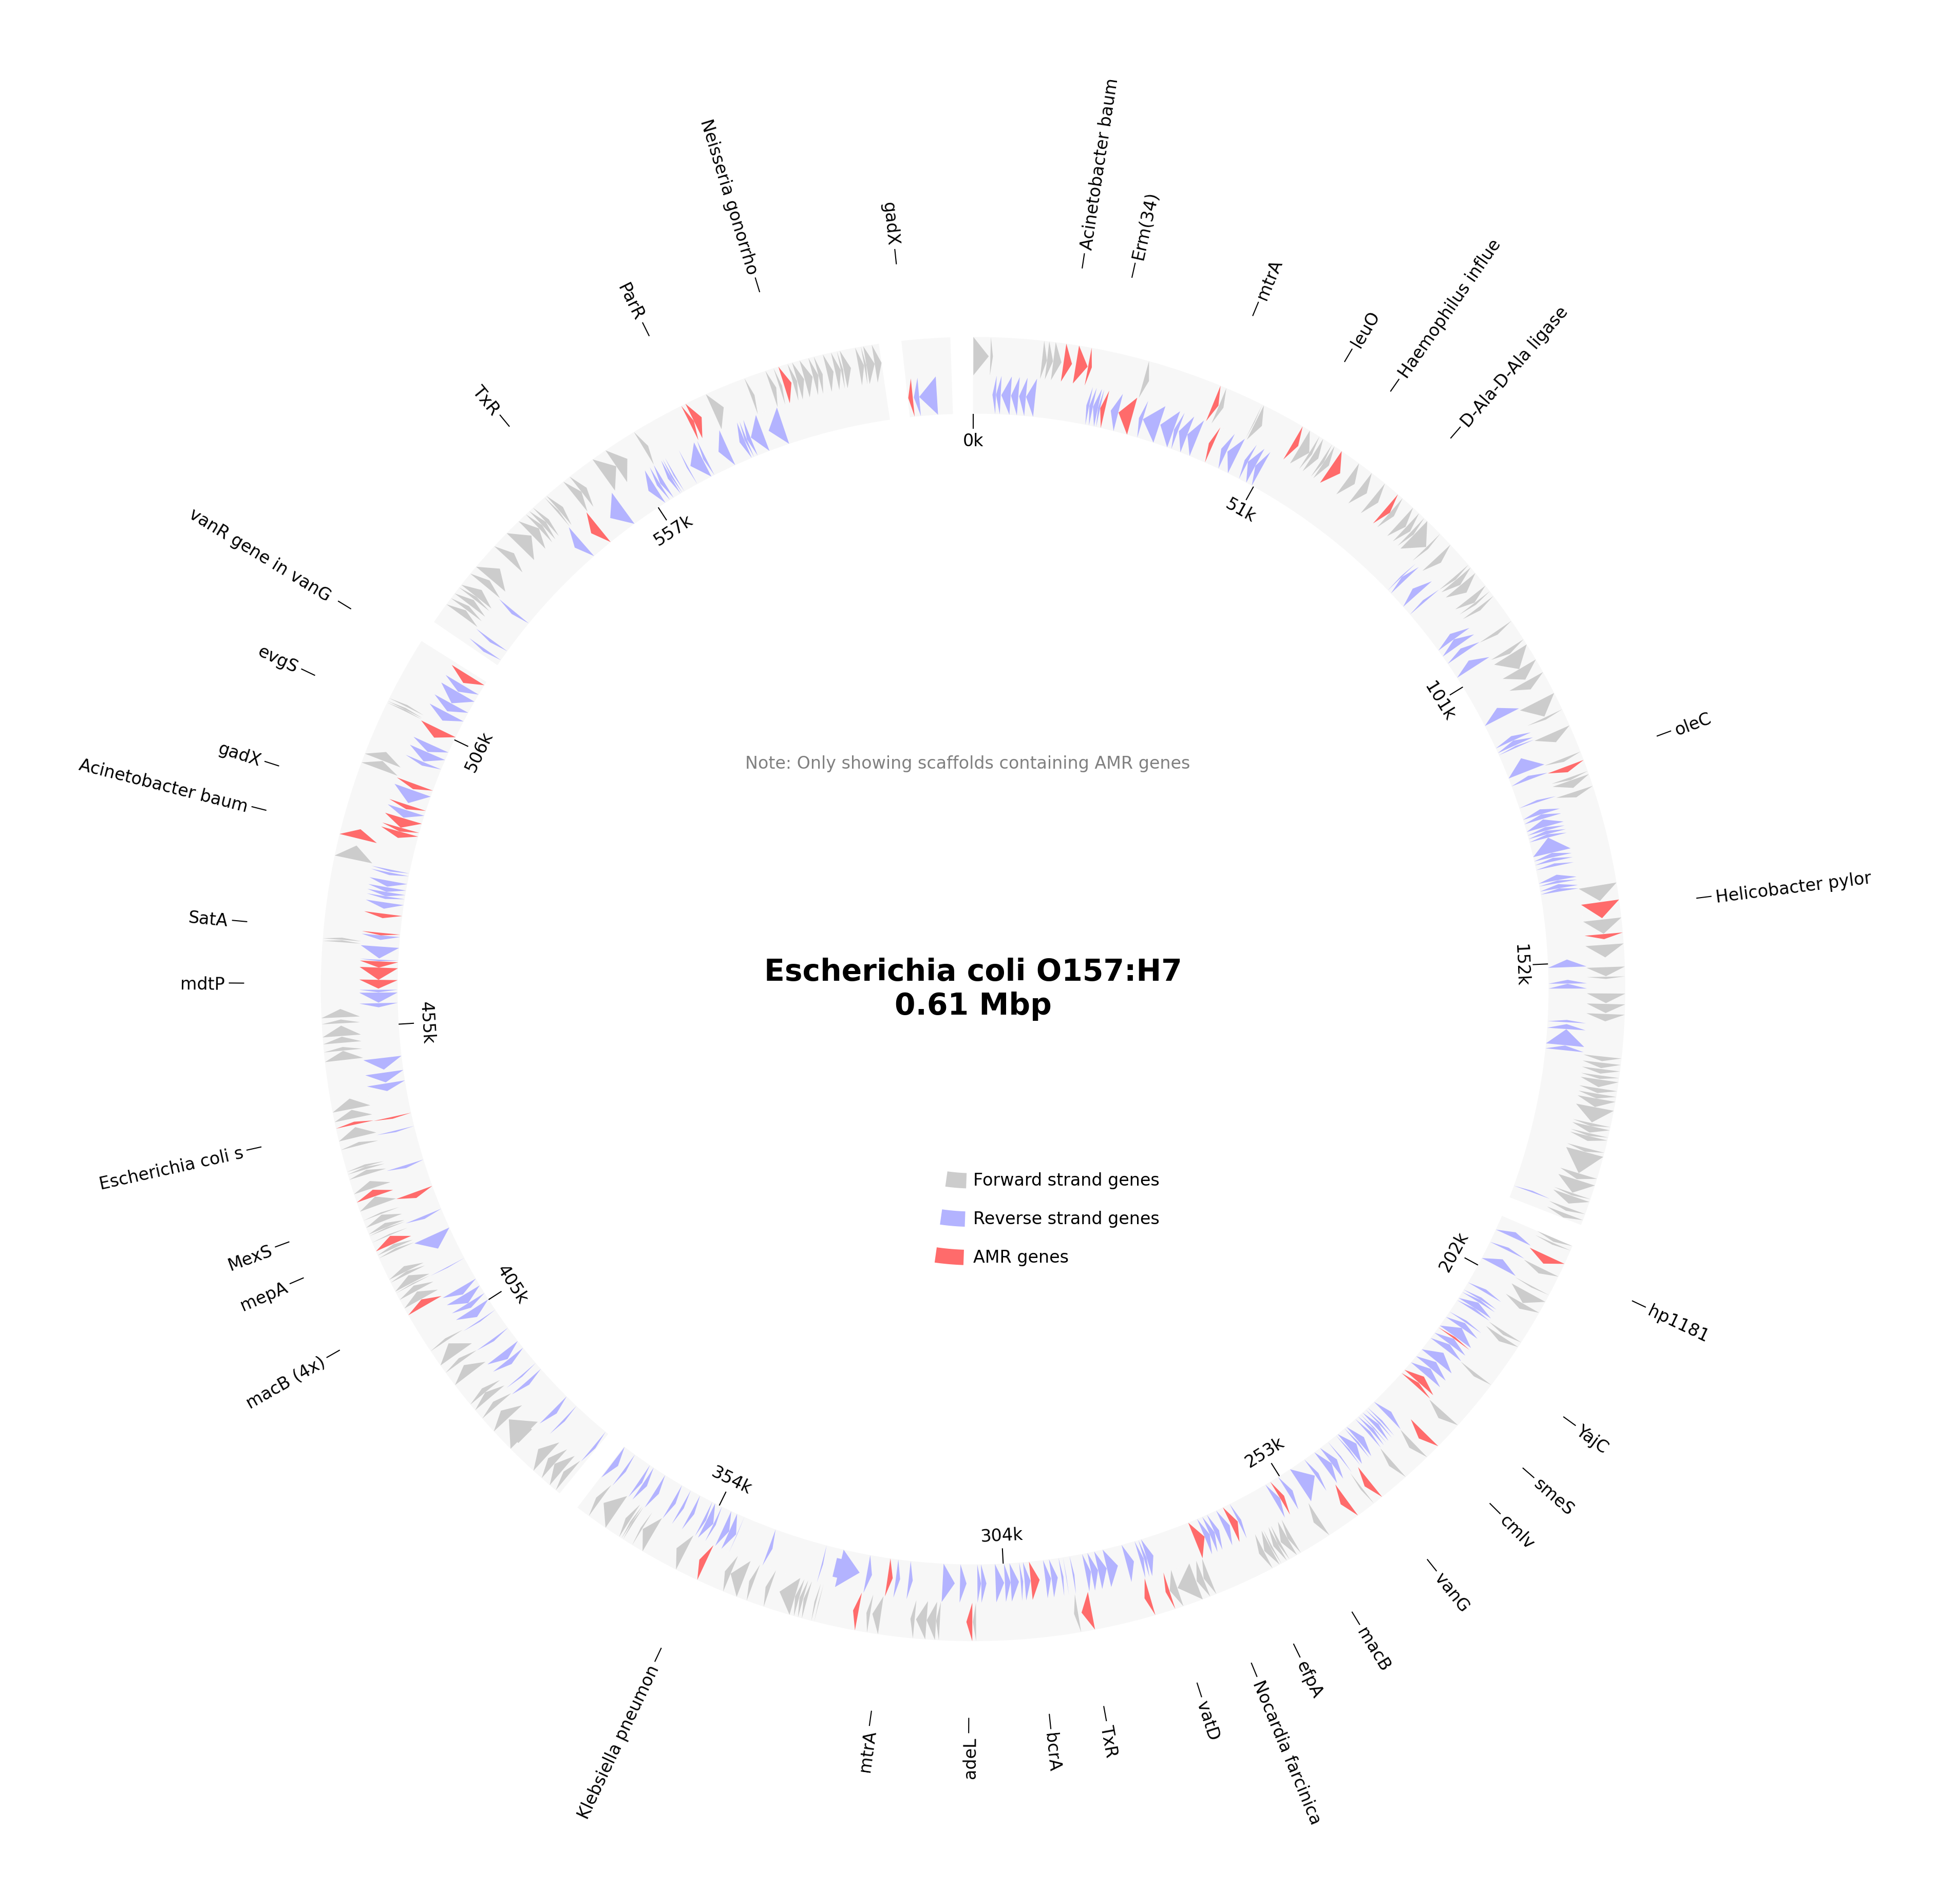 Acinetobacter baum
Erm(34)
mtrA
leuO
Haemophilus influe
D-Ala-D-Ala ligase
oleC
Helicobacter pylor
hp1181
YajC
smeS
cmlv
vanG
macB
efpA
Nocardia farcinica
vatD
TxR
bcrA
adeL
mtrA
Klebsiella pneumon
macB (4x)
mepA
MexS
Escherichia coli s
mdtP
SatA
Acinetobacter baum
gadX
evgS
vanR gene in vanG
TxR
ParR
Neisseria gonorrho
gadX
0k
51k
101k
152k
202k
253k
304k
354k
405k
455k
506k
557k
Note: Only showing scaffolds containing AMR genes
Escherichia coli O157:H7
0.61 Mbp
Forward strand genes
Reverse strand genes
AMR genes